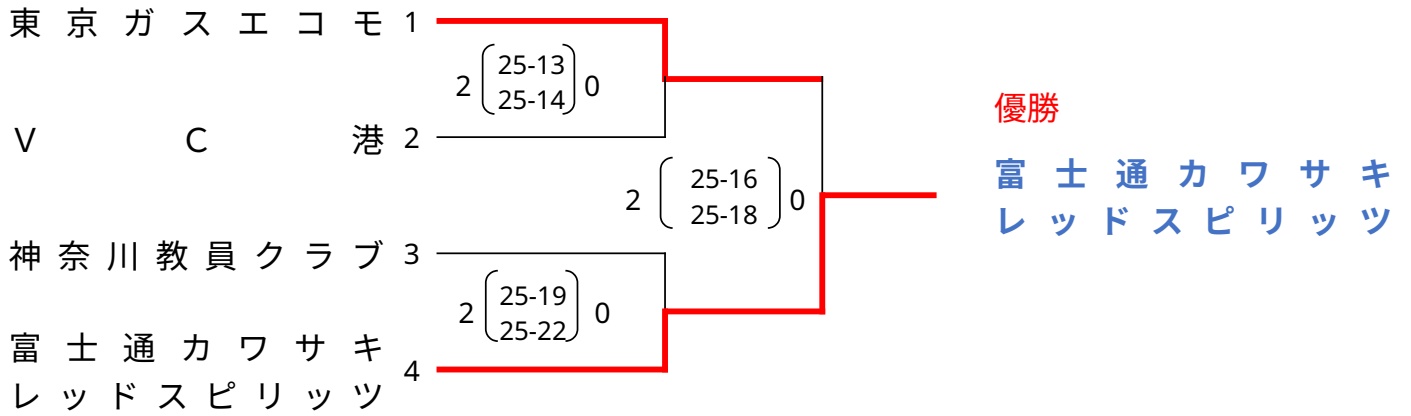 東京ガスエコモ 1
2 25-13 0
25-14
VC港 2
優勝
富士通カワサキ
レッドスピリッツ
2 25-16 0
25-18
神奈川教員クラブ 3
2 25-19 0
25-22
富士通カワサキ
レッドスピリッツ 4